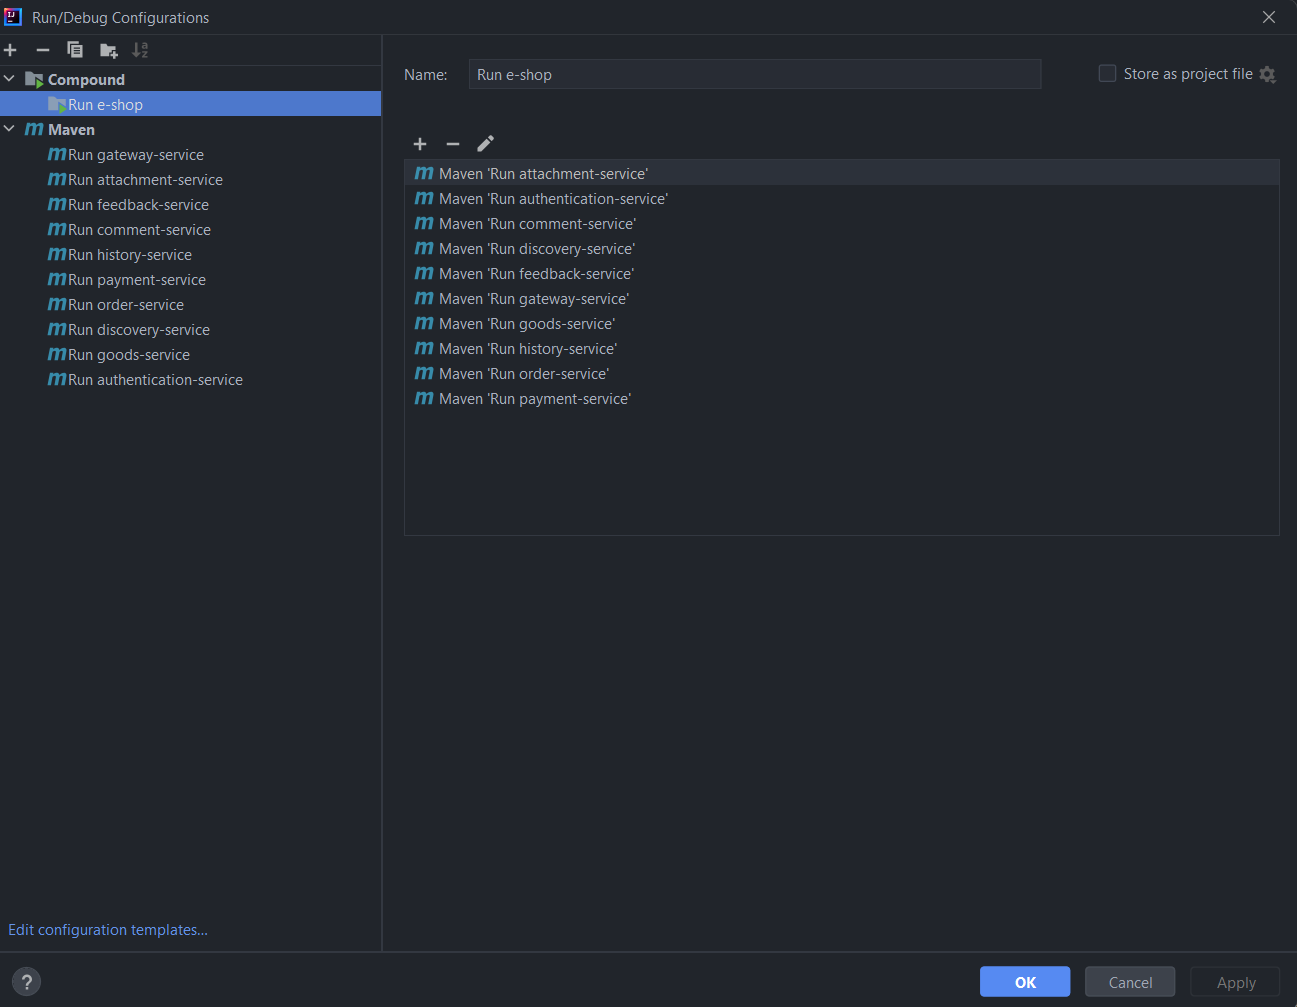 Run/Debug Configurations
Compound
Run e-shop
Maven
Run gateway-service
Run attachment-service
Run feedback-service
Run comment-service
Run history-service
Run payment-service
Run order-service
Run discovery-service
Run goods-service
Run authentication-service
Edit configuration templates...
Name: Run e-shop
Store as project file
Maven 'Run attachment-service'
Maven 'Run authentication-service'
Maven 'Run comment-service'
Maven 'Run discovery-service'
Maven 'Run feedback-service'
Maven 'Run gateway-service'
Maven 'Run goods-service'
Maven 'Run history-service'
Maven 'Run order-service'
Maven 'Run payment-service'
?
OK Cancel Apply